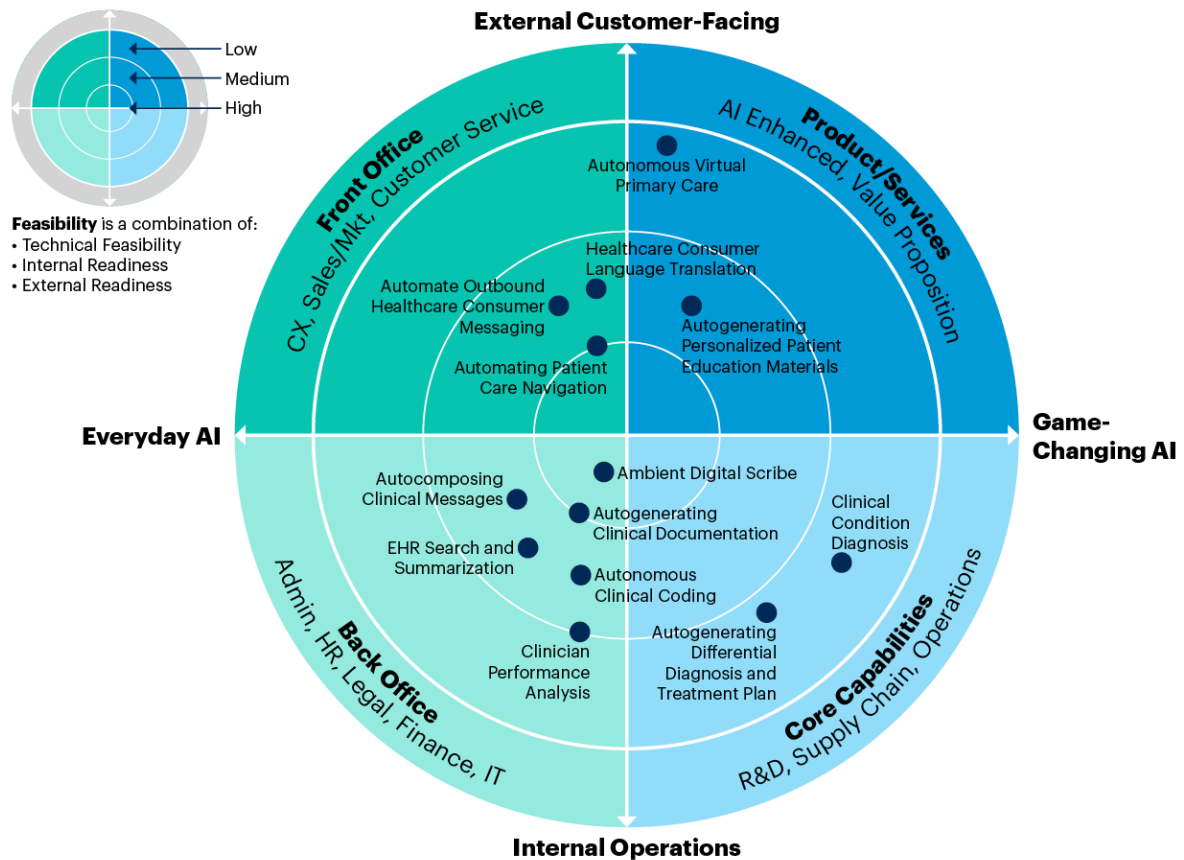 External Customer-Facing
Low
Medium
High
Feasibility is a combination of:
• Technical Feasibility
• Internal Readiness
• External Readiness
Front Office
CX, Sales/Mkt, Customer Service
Product/Services
AI Enhanced, Value Proposition
Autonomous Virtual
Primary Care
Healthcare Consumer
Language Translation
Automate Outbound
Healthcare Consumer
Messaging
Autogenerating
Personalized Patient
Education Materials
Automating Patient
Care Navigation
Everyday AI
Game-
Changing AI
Ambient Digital Scribe
Autocomposing
Clinical Messages
Autogenerating
Clinical Documentation
Clinical
Condition
Diagnosis
EHR Search and
Summarization
Autonomous
Clinical Coding
Clinician
Performance
Analysis
Autogenerating
Differential
Diagnosis and
Treatment Plan
Back Office
Admin, HR, Legal, Finance, IT
Core Capabilities
R&D, Supply Chain, Operations
Internal Operations